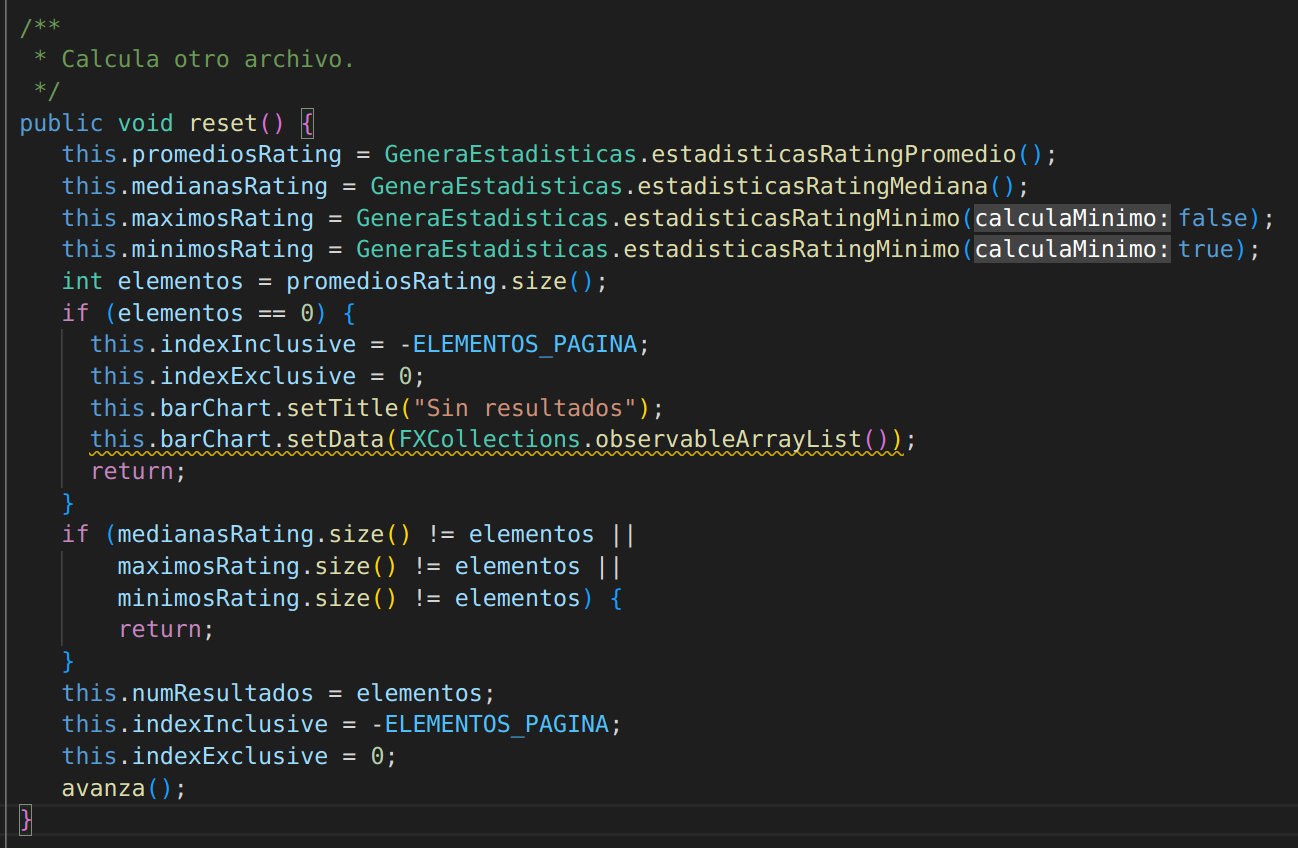 /**
 * Calcula otro archivo.
 */
public void reset() {
   this.promediosRating = GeneraEstadisticas.estadisticasRatingPromedio();
   this.medianasRating = GeneraEstadisticas.estadisticasRatingMediana();
   this.maximosRating = GeneraEstadisticas.estadisticasRatingMinimo(calculaMinimo: false);
   this.minimosRating = GeneraEstadisticas.estadisticasRatingMinimo(calculaMinimo: true);
   int elementos = promediosRating.size();
   if (elementos == 0) {
     this.indexInclusive = -ELEMENTOS_PAGINA;
     this.indexExclusive = 0;
     this.barChart.setTitle("Sin resultados");
     this.barChart.setData(FXCollections.observableArrayList());
     return;
   }
   if (medianasRating.size() != elementos ||
       maximosRating.size() != elementos ||
       minimosRating.size() != elementos) {
       return;
   }
   this.numResultados = elementos;
   this.indexInclusive = -ELEMENTOS_PAGINA;
   this.indexExclusive = 0;
   avanza();
}